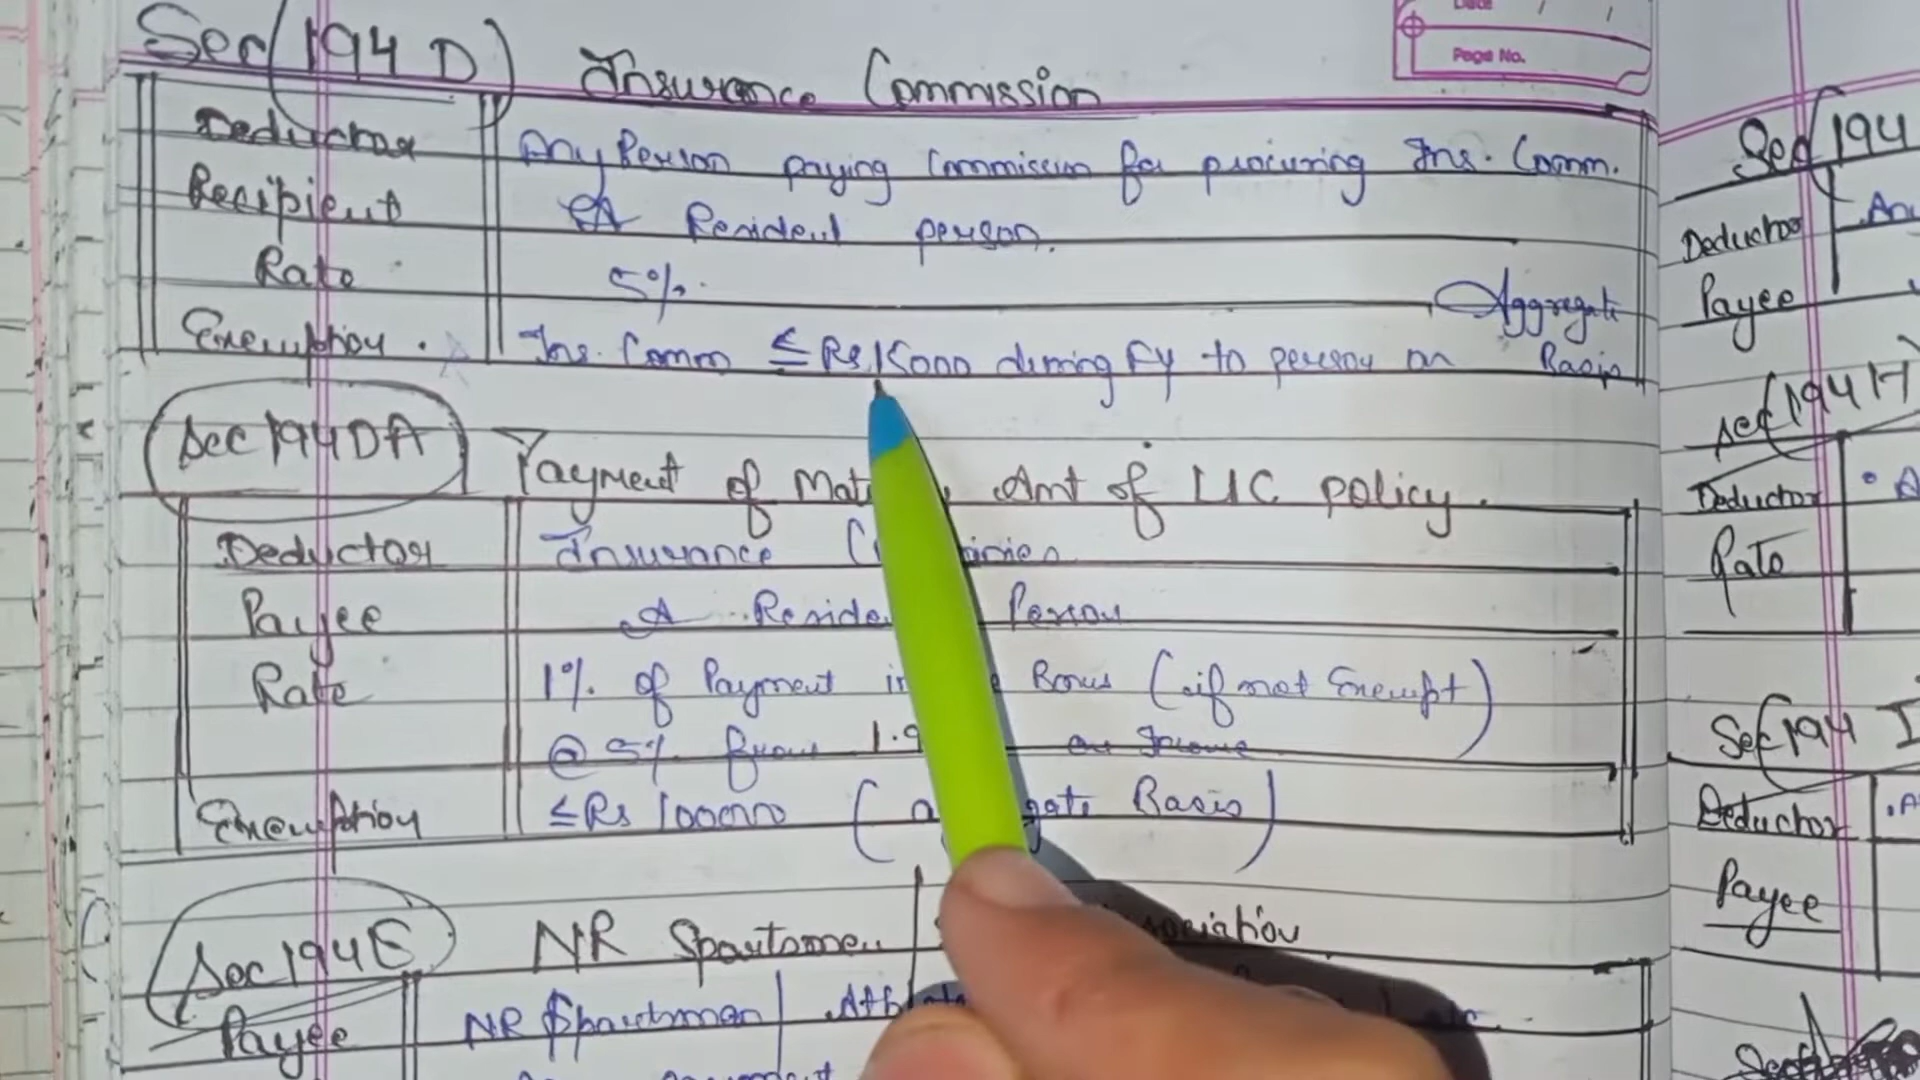 Date / /
Page No.
Sec 194 D Insurance Commission
Deductor Any Person paying Commission for procuring Ins. Comm.
Recipient A Resident person.
Rate 5%.
Exemption. Ins. Comm ≤ Rs 15000 during FY to person on Aggregate Basis
Sec 194DA Payment of Mat Amt of LIC policy.
Deductor Insurance
Payee A Reside Person
Rate 1% of Payment Bonus (if not Exempt)
@ 5% from 1.9 on Income
Exemption ≤ Rs 100000 ( Basis)
Sec 194E NR Sportsmen
Payee NR Sportsman
Sec 194
Deductor
Payee
Sec 194H
Deductor
Rate
Sec 194 I
Deductor
Payee